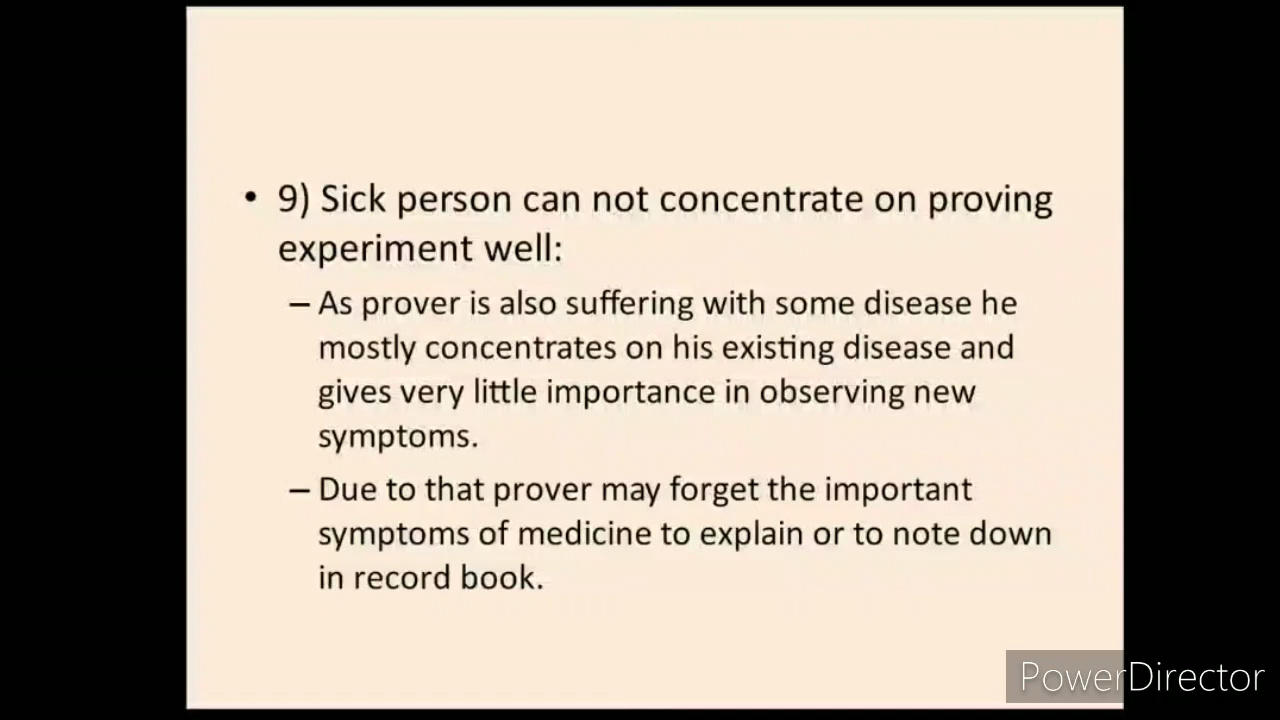 • 9) Sick person can not concentrate on proving
experiment well:
– As prover is also suffering with some disease he
mostly concentrates on his existing disease and
gives very little importance in observing new
symptoms.
– Due to that prover may forget the important
symptoms of medicine to explain or to note down
in record book.
PowerDirector